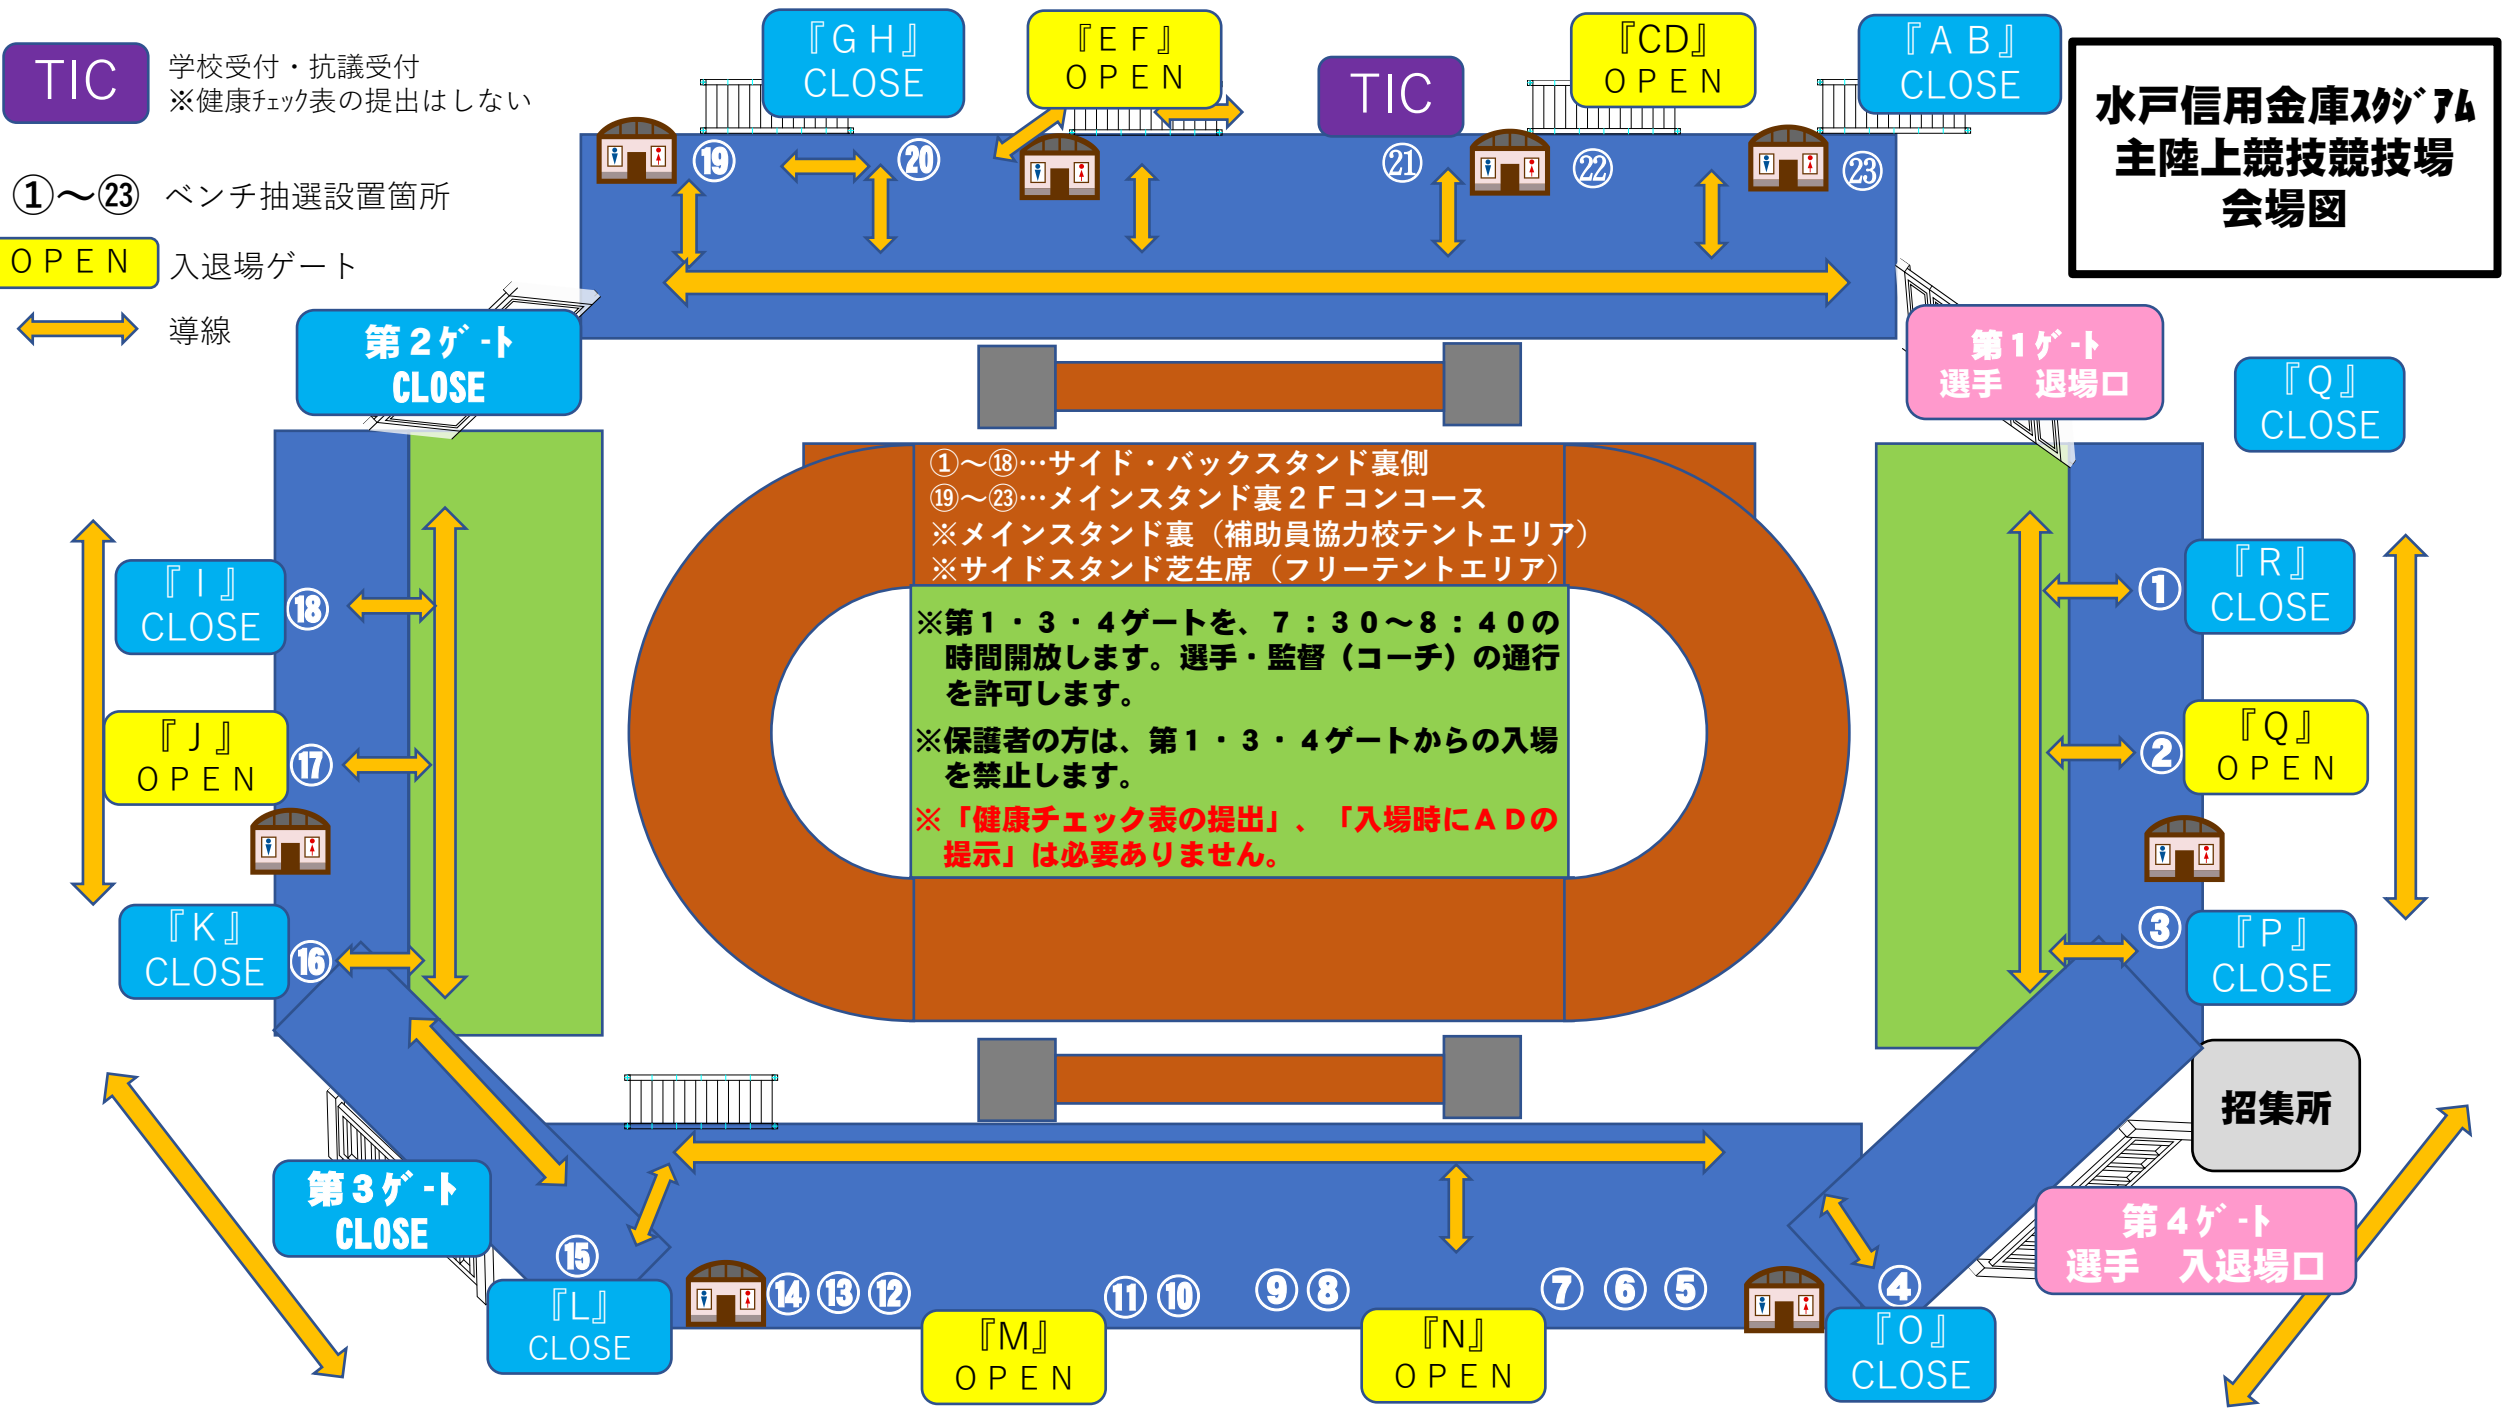 TIC
学校受付・抗議受付
※健康ﾁｪｯｸ表の提出はしない
①～㉓
ベンチ抽選設置箇所
ＯＰＥＮ
入退場ゲート
導線
『ＧＨ』
CLOSE
『ＥＦ』
ＯＰＥＮ
TIC
『CD』
ＯＰＥＮ
『ＡＢ』
CLOSE
水戸信用金庫ｽﾀｼﾞｱﾑ
主陸上競技競技場
会場図
⑲
⑳
㉑
㉒
㉓
第２ｹﾞｰﾄ
CLOSE
第１ｹﾞｰﾄ
選手　退場口
『Ｑ』
CLOSE
①～⑱…サイド・バックスタンド裏側
⑲～㉓…メインスタンド裏２Ｆコンコース
※メインスタンド裏（補助員協力校テントエリア）
※サイドスタンド芝生席（フリーテントエリア）
※第１・３・４ゲートを、７：３０～８：４０の
時間開放します。選手・監督（コーチ）の通行
を許可します。
※保護者の方は、第１・３・４ゲートからの入場
を禁止します。
※「健康チェック表の提出」、「入場時にＡＤの
提示」は必要ありません。
『Ｉ』
CLOSE
⑱
『Ｊ』
ＯＰＥＮ
⑰
『Ｋ』
CLOSE
⑯
①
『Ｒ』
CLOSE
②
『Ｑ』
ＯＰＥＮ
③
『Ｐ』
CLOSE
招集所
第３ｹﾞｰﾄ
CLOSE
第４ｹﾞｰﾄ
選手　入退場口
⑮
『L』
CLOSE
⑭
⑬
⑫
『M』
ＯＰＥＮ
⑪
⑩
⑨
⑧
『N』
ＯＰＥＮ
⑦
⑥
⑤
④
『Ｏ』
CLOSE